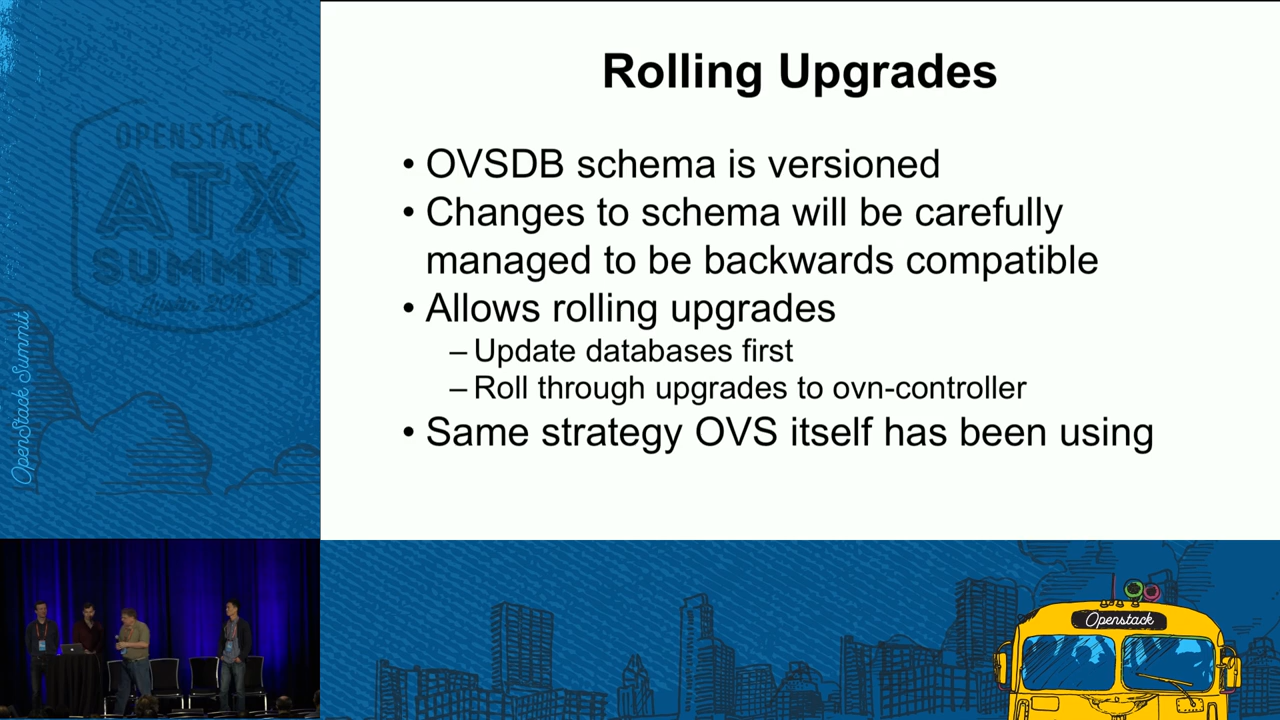 Rolling Upgrades
• OVSDB schema is versioned
• Changes to schema will be carefully
managed to be backwards compatible
• Allows rolling upgrades
– Update databases first
– Roll through upgrades to ovn-controller
• Same strategy OVS itself has been using
OPENSTACK
ATX
SUMMIT
Austin 2016
OpenStack Summit
Openstack